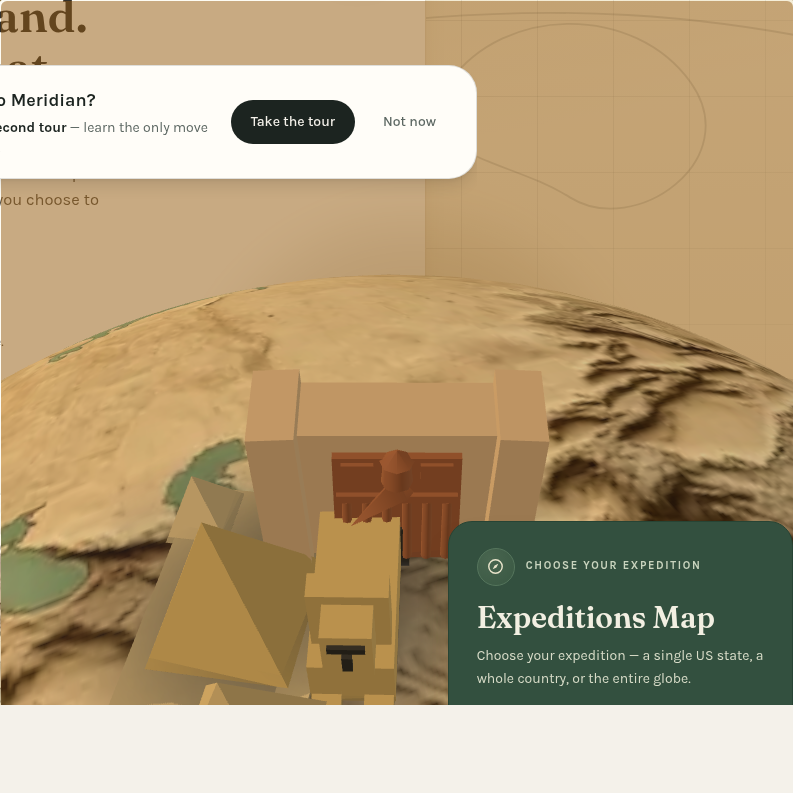 and.
o Meridian?
econd tour — learn the only move
Take the tour
Not now
you choose to
CHOOSE YOUR EXPEDITION
Expeditions Map
Choose your expedition — a single US state, a
whole country, or the entire globe.